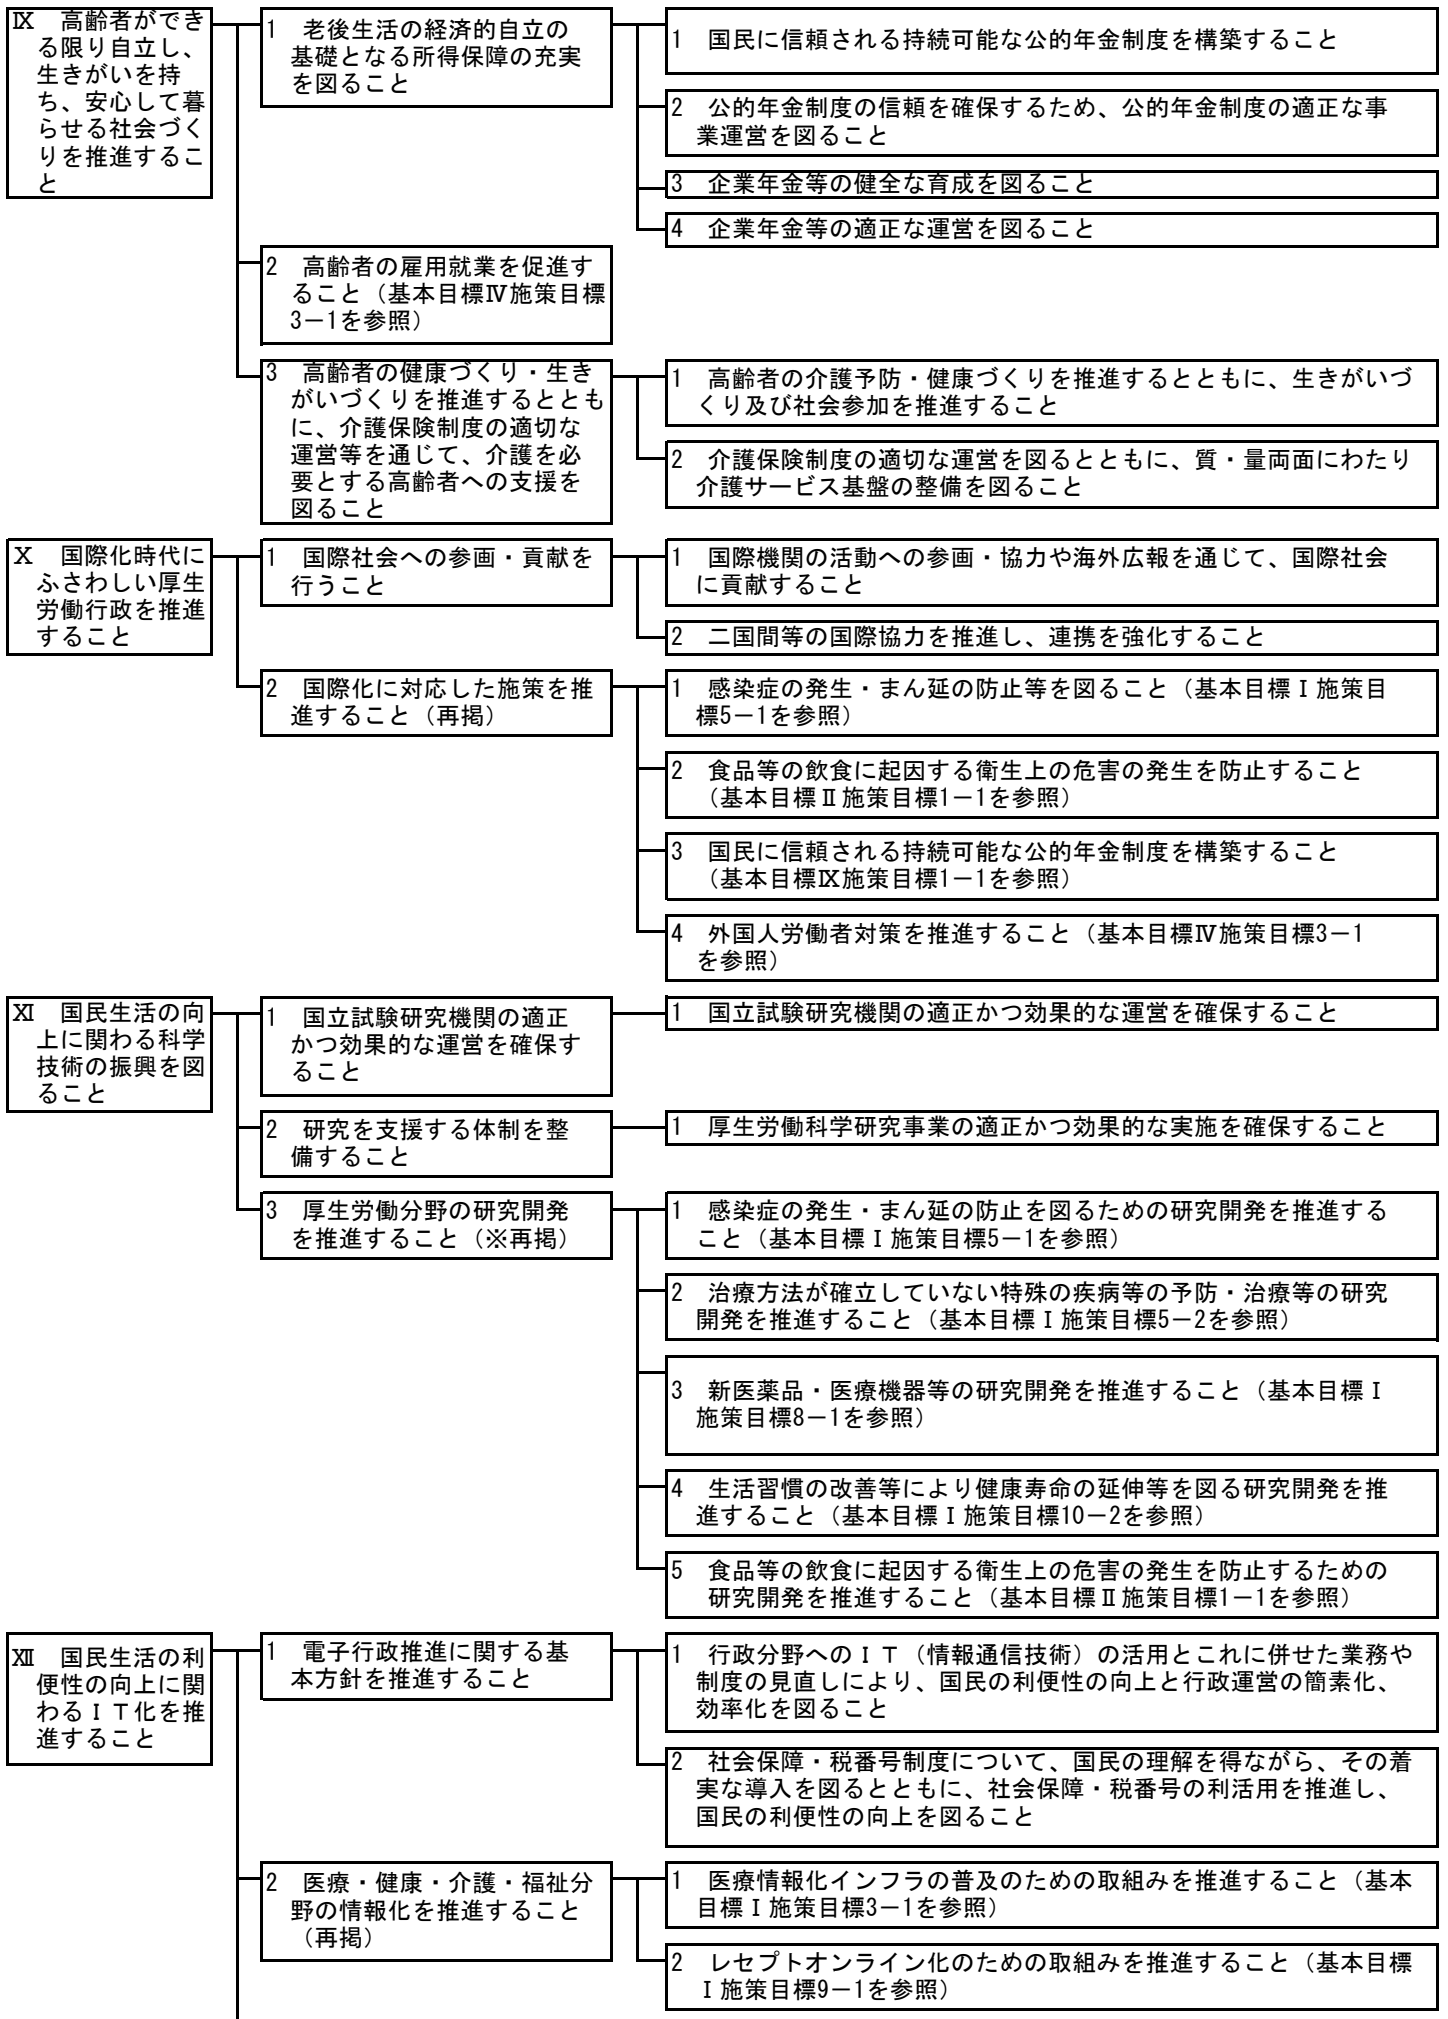 Ⅸ　高齢者ができ
る限り自立し、
生きがいを持
ち、安心して暮
らせる社会づく
りを推進するこ
と
1　老後生活の経済的自立の
基礎となる所得保障の充実
を図ること
1　国民に信頼される持続可能な公的年金制度を構築すること
2　公的年金制度の信頼を確保するため、公的年金制度の適正な事
業運営を図ること
3　企業年金等の健全な育成を図ること
4　企業年金等の適正な運営を図ること
2　高齢者の雇用就業を促進す
ること（基本目標Ⅳ施策目標
3－1を参照）
3　高齢者の健康づくり・生き
がいづくりを推進するととも
に、介護保険制度の適切な
運営等を通じて、介護を必
要とする高齢者への支援を
図ること
1　高齢者の介護予防・健康づくりを推進するとともに、生きがいづ
くり及び社会参加を推進すること
2　介護保険制度の適切な運営を図るとともに、質・量両面にわたり
介護サービス基盤の整備を図ること
Ⅹ　国際化時代に
ふさわしい厚生
労働行政を推進
すること
1　国際社会への参画・貢献を
行うこと
1　国際機関の活動への参画・協力や海外広報を通じて、国際社会
に貢献すること
2　二国間等の国際協力を推進し、連携を強化すること
2　国際化に対応した施策を推
進すること（再掲）
1　感染症の発生・まん延の防止等を図ること（基本目標Ⅰ施策目
標5－1を参照）
2　食品等の飲食に起因する衛生上の危害の発生を防止すること
（基本目標Ⅱ施策目標1－1を参照）
3　国民に信頼される持続可能な公的年金制度を構築すること
（基本目標Ⅸ施策目標1－1を参照）
4　外国人労働者対策を推進すること（基本目標Ⅳ施策目標3－1
を参照）
Ⅺ　国民生活の向
上に関わる科学
技術の振興を図
ること
1　国立試験研究機関の適正
かつ効果的な運営を確保す
ること
1　国立試験研究機関の適正かつ効果的な運営を確保すること
2　研究を支援する体制を整
備すること
1　厚生労働科学研究事業の適正かつ効果的な実施を確保すること
3　厚生労働分野の研究開発
を推進すること（※再掲）
1　感染症の発生・まん延の防止を図るための研究開発を推進する
こと（基本目標Ⅰ施策目標5－1を参照）
2　治療方法が確立していない特殊の疾病等の予防・治療等の研究
開発を推進すること（基本目標Ⅰ施策目標5－2を参照）
3　新医薬品・医療機器等の研究開発を推進すること（基本目標Ⅰ
施策目標8－1を参照）
4　生活習慣の改善等により健康寿命の延伸等を図る研究開発を推
進すること（基本目標Ⅰ施策目標10－2を参照）
5　食品等の飲食に起因する衛生上の危害の発生を防止するための
研究開発を推進すること（基本目標Ⅱ施策目標1－1を参照）
Ⅻ　国民生活の利
便性の向上に関
わるＩＴ化を推
進すること
1　電子行政推進に関する基
本方針を推進すること
1　行政分野へのＩＴ（情報通信技術）の活用とこれに併せた業務や
制度の見直しにより、国民の利便性の向上と行政運営の簡素化、
効率化を図ること
2　社会保障・税番号制度について、国民の理解を得ながら、その着
実な導入を図るとともに、社会保障・税番号の利活用を推進し、
国民の利便性の向上を図ること
2　医療・健康・介護・福祉分
野の情報化を推進すること
（再掲）
1　医療情報化インフラの普及のための取組みを推進すること（基本
目標Ⅰ施策目標3－1を参照）
2　レセプトオンライン化のための取組みを推進すること（基本目標
Ⅰ施策目標9－1を参照）